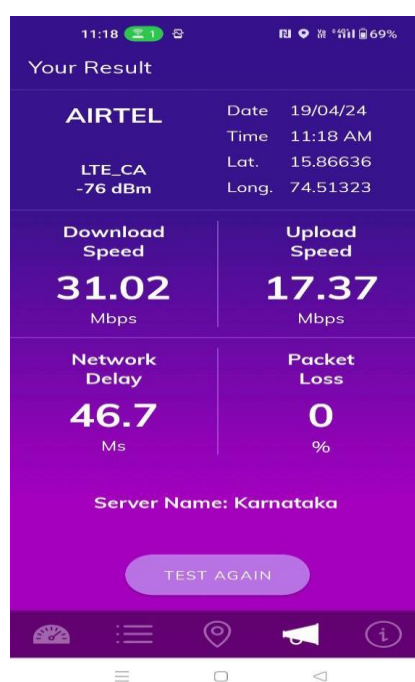 11:18 1 69%
Your Result
AIRTEL
LTE_CA
-76 dBm
Date 19/04/24
Time 11:18 AM
Lat. 15.86636
Long. 74.51323
Download
Speed
31.02
Mbps
Upload
Speed
17.37
Mbps
Network
Delay
46.7
Ms
Packet
Loss
0
%
Server Name: Karnataka
TEST AGAIN